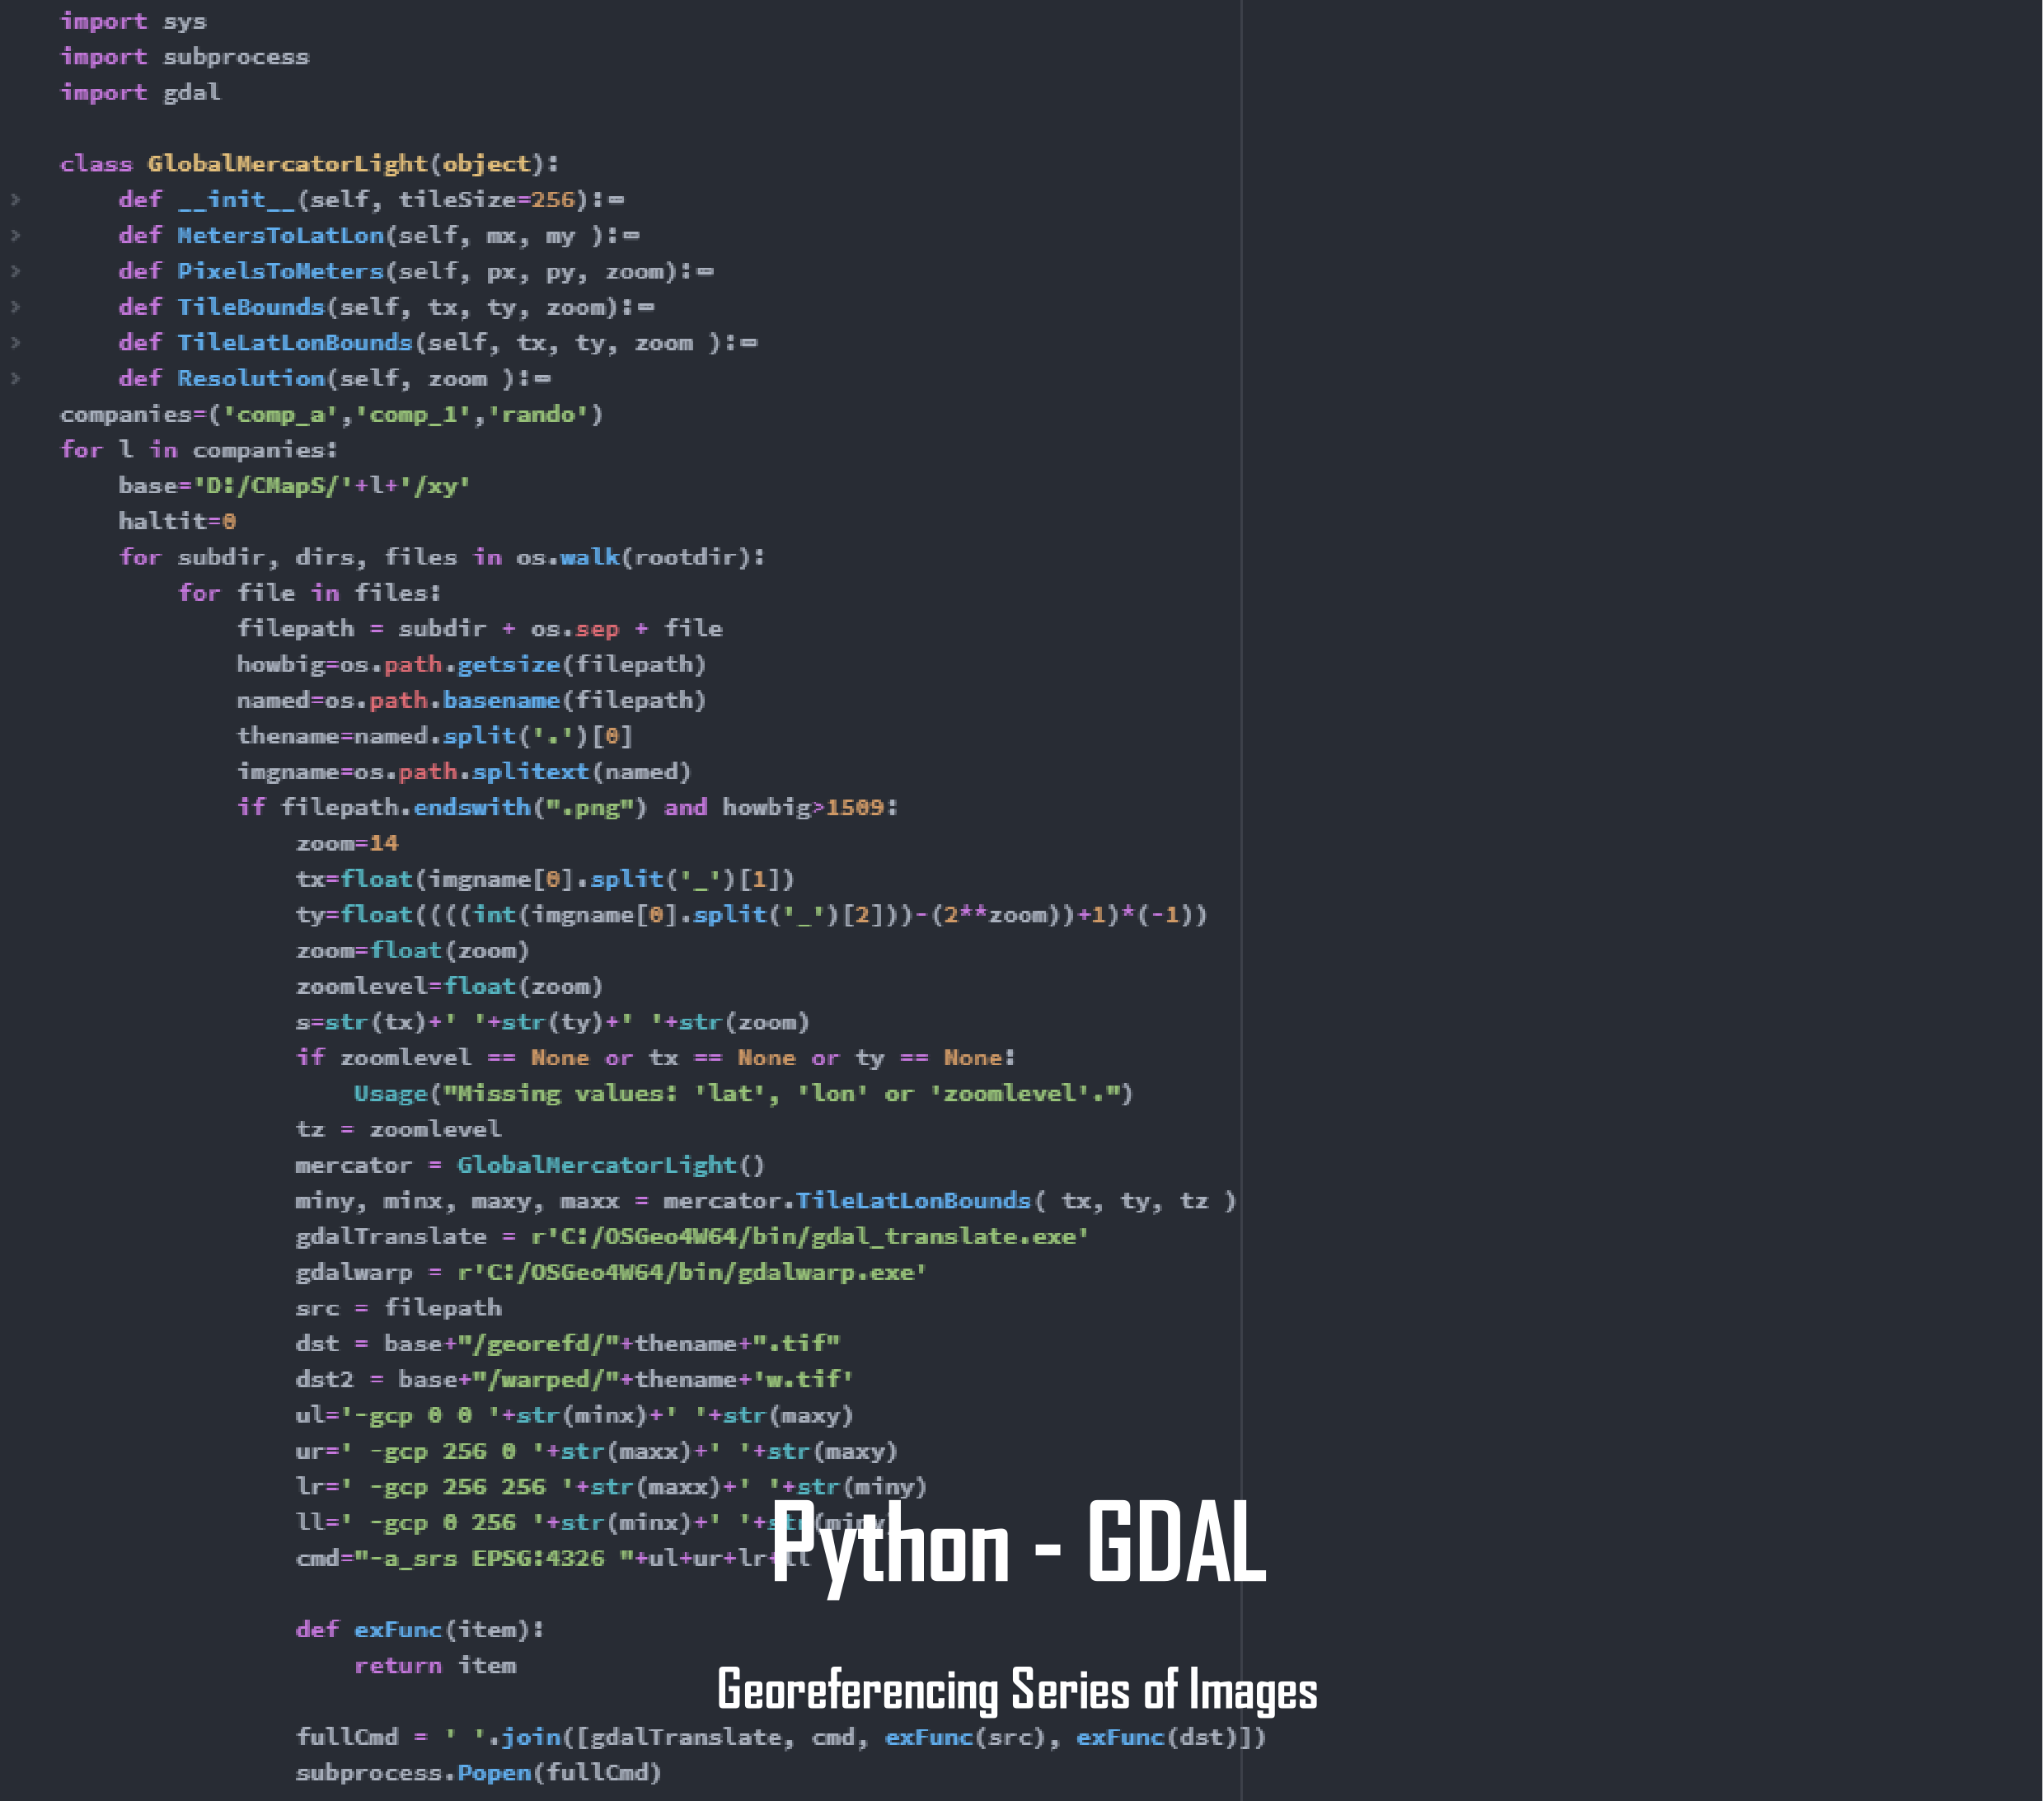 import sys
import subprocess
import gdal
class GlobalMercatorLight(object):
    def __init__(self, tileSize=256):
    def MetersToLatLon(self, mx, my ):
    def PixelsToMeters(self, px, py, zoom):
    def TileBounds(self, tx, ty, zoom):
    def TileLatLonBounds(self, tx, ty, zoom ):
    def Resolution(self, zoom ):
companies=('comp_a','comp_1','rando')
for l in companies:
    base='D:/CMapS/'+l+'/xy'
    haltit=0
    for subdir, dirs, files in os.walk(rootdir):
        for file in files:
            filepath = subdir + os.sep + file
            howbig=os.path.getsize(filepath)
            named=os.path.basename(filepath)
            thename=named.split('.')[0]
            imgname=os.path.splitext(named)
            if filepath.endswith(".png") and howbig>1509:
                zoom=14
                tx=float(imgname[0].split('_')[1])
                ty=float((((int(imgname[0].split('_')[2]))-(2**zoom))+1)*(-1))
                zoom=float(zoom)
                zoomlevel=float(zoom)
                s=str(tx)+' '+str(ty)+' '+str(zoom)
                if zoomlevel == None or tx == None or ty == None:
                    Usage("Missing values: 'lat', 'lon' or 'zoomlevel'.")
                tz = zoomlevel
                mercator = GlobalMercatorLight()
                miny, minx, maxy, maxx = mercator.TileLatLonBounds( tx, ty, tz )
                gdalTranslate = r'C:/OSGeo4W64/bin/gdal_translate.exe'
                gdalwarp = r'C:/OSGeo4W64/bin/gdalwarp.exe'
                src = filepath
                dst = base+"/georefd/"+thename+".tif"
                dst2 = base+"/warped/"+thename+'w.tif'
                ul='-gcp 0 0 '+str(minx)+' '+str(maxy)
                ur=' -gcp 256 0 '+str(maxx)+' '+str(maxy)
                lr=' -gcp 256 256 '+str(maxx)+' '+str(miny)
                ll=' -gcp 0 256 '+str(minx)+' '+str(miny)
                cmd="-a_srs EPSG:4326 "+ul+ur+lr+ll
Python - GDAL
                def exFunc(item):
                    return item
Georeferencing Series of Images
                fullCmd = ' '.join([gdalTranslate, cmd, exFunc(src), exFunc(dst)])
                subprocess.Popen(fullCmd)